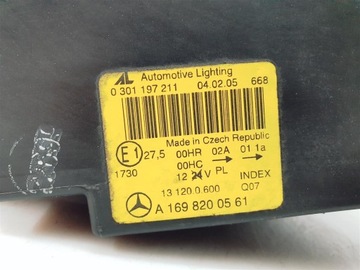 AL Automotive Lighting
0 301 197 211 04.02.05 668
Made in Czech Republic
E1 27,5 00HR 02A 01 1a
00HC
1730 12 24V PL INDEX
13 120 0.600 Q07
A 169 820 05 61